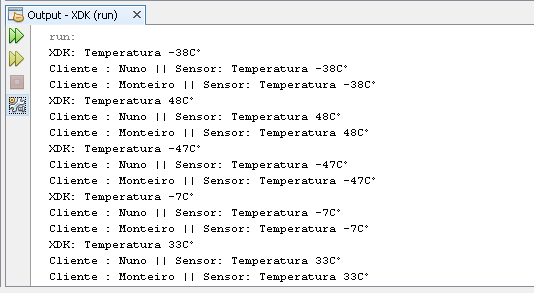 Output - XDK (run)
run:
XDK: Temperatura -38C°
Cliente : Nuno || Sensor: Temperatura -38C°
Cliente : Monteiro || Sensor: Temperatura -38C°
XDK: Temperatura 48C°
Cliente : Nuno || Sensor: Temperatura 48C°
Cliente : Monteiro || Sensor: Temperatura 48C°
XDK: Temperatura -47C°
Cliente : Nuno || Sensor: Temperatura -47C°
Cliente : Monteiro || Sensor: Temperatura -47C°
XDK: Temperatura -7C°
Cliente : Nuno || Sensor: Temperatura -7C°
Cliente : Monteiro || Sensor: Temperatura -7C°
XDK: Temperatura 33C°
Cliente : Nuno || Sensor: Temperatura 33C°
Cliente : Monteiro || Sensor: Temperatura 33C°